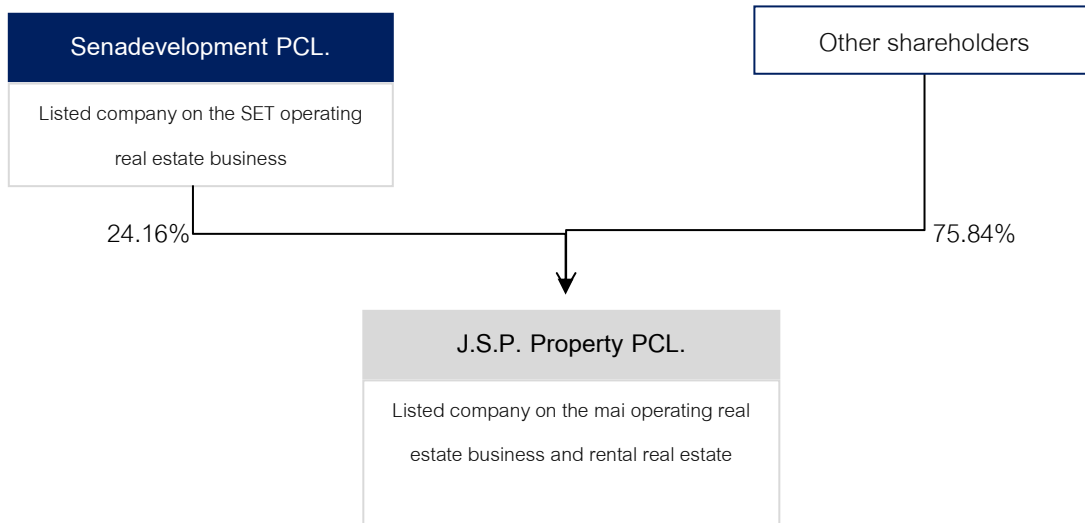 Senadevelopment PCL.
Other shareholders
Listed company on the SET operating
real estate business
24.16%
75.84%
J.S.P. Property PCL.
Listed company on the mai operating real
estate business and rental real estate